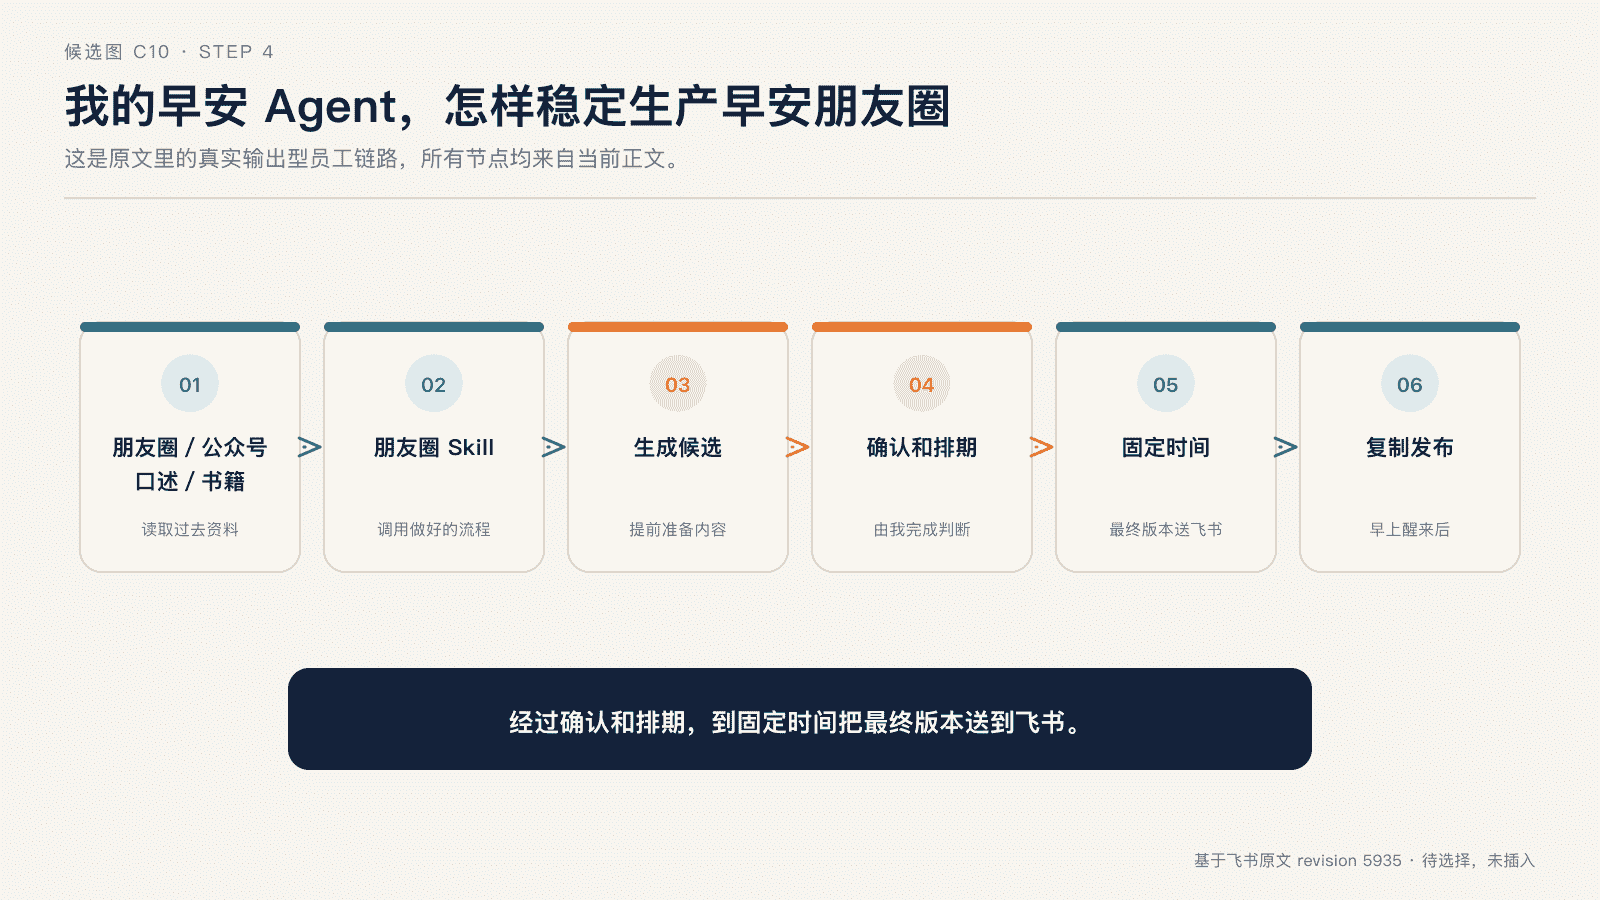 候选图 C10 · STEP 4
我的早安 Agent，怎样稳定生产早安朋友圈
这是原文里的真实输出型员工链路，所有节点均来自当前正文。
01
朋友圈 / 公众号
口述 / 书籍
读取过去资料
02
朋友圈 Skill
调用做好的流程
03
生成候选
提前准备内容
04
确认和排期
由我完成判断
05
固定时间
最终版本送飞书
06
复制发布
早上醒来后
经过确认和排期，到固定时间把最终版本送到飞书。
基于飞书原文 revision 5935 · 待选择，未插入